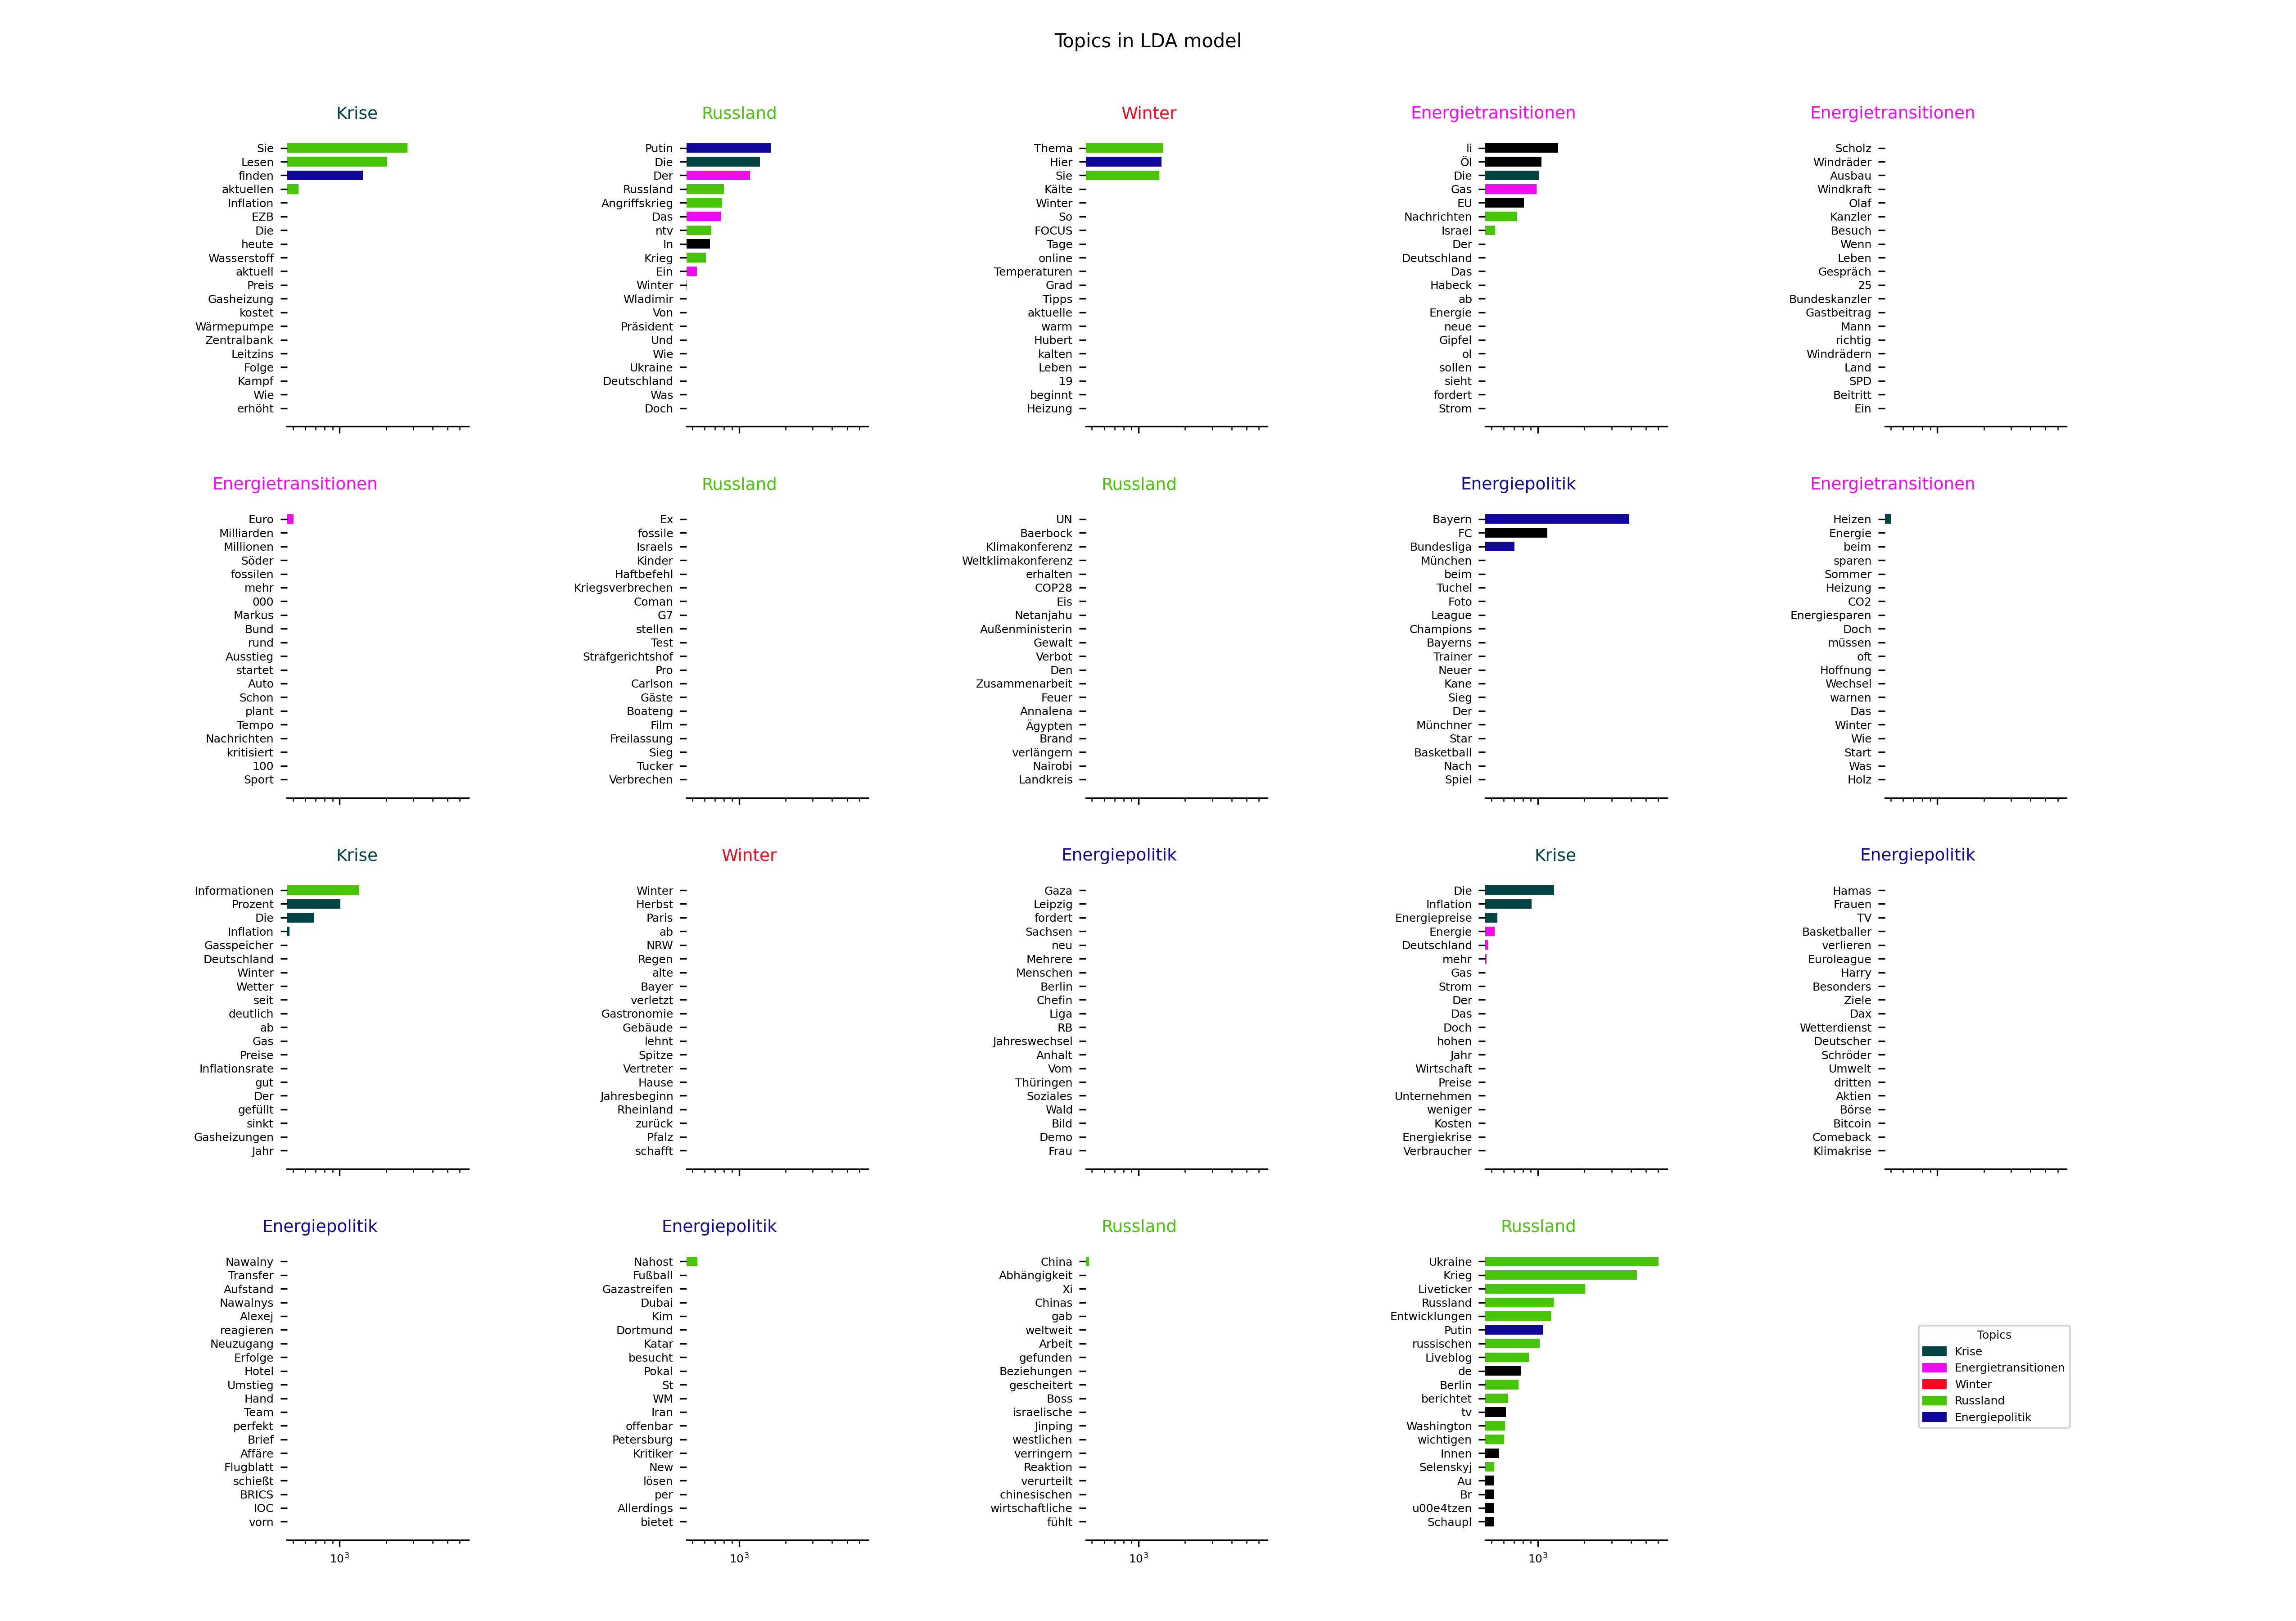 Topics in LDA model
Krise
Sie
Lesen
finden
aktuellen
Inflation
EZB
Die
heute
Wasserstoff
aktuell
Preis
Gasheizung
kostet
Wärmepumpe
Zentralbank
Leitzins
Folge
Kampf
Wie
erhöht
Russland
Putin
Die
Der
Russland
Angriffskrieg
Das
ntv
In
Krieg
Ein
Winter
Wladimir
Von
Präsident
Und
Wie
Ukraine
Deutschland
Was
Doch
Winter
Thema
Hier
Sie
Kälte
Winter
So
FOCUS
Tage
online
Temperaturen
Grad
Tipps
aktuelle
warm
Hubert
kalten
Leben
19
beginnt
Heizung
Energietransitionen
li
Öl
Die
Gas
EU
Nachrichten
Israel
Der
Deutschland
Das
Habeck
ab
Energie
neue
Gipfel
ol
sollen
sieht
fordert
Strom
Energietransitionen
Scholz
Windräder
Ausbau
Windkraft
Olaf
Kanzler
Besuch
Wenn
Leben
Gespräch
25
Bundeskanzler
Gastbeitrag
Mann
richtig
Windrädern
Land
SPD
Beitritt
Ein
Energietransitionen
Euro
Milliarden
Millionen
Söder
fossilen
mehr
000
Markus
Bund
rund
Ausstieg
startet
Auto
Schon
plant
Tempo
Nachrichten
kritisiert
100
Sport
Russland
Ex
fossile
Israels
Kinder
Haftbefehl
Kriegsverbrechen
Coman
G7
stellen
Test
Strafgerichtshof
Pro
Carlson
Gäste
Boateng
Film
Freilassung
Sieg
Tucker
Verbrechen
Russland
UN
Baerbock
Klimakonferenz
Weltklimakonferenz
erhalten
COP28
Eis
Netanjahu
Außenministerin
Gewalt
Verbot
Den
Zusammenarbeit
Feuer
Annalena
Ägypten
Brand
verlängern
Nairobi
Landkreis
Energiepolitik
Bayern
FC
Bundesliga
München
beim
Tuchel
Foto
League
Champions
Bayerns
Trainer
Neuer
Kane
Sieg
Der
Münchner
Star
Basketball
Nach
Spiel
Energietransitionen
Heizen
Energie
beim
sparen
Sommer
Heizung
CO2
Energiesparen
Doch
müssen
oft
Hoffnung
Wechsel
warnen
Das
Winter
Wie
Start
Was
Holz
Krise
Informationen
Prozent
Die
Inflation
Gasspeicher
Deutschland
Winter
Wetter
seit
deutlich
ab
Gas
Preise
Inflationsrate
gut
Der
gefüllt
sinkt
Gasheizungen
Jahr
Winter
Winter
Herbst
Paris
ab
NRW
Regen
alte
Bayer
verletzt
Gastronomie
Gebäude
lehnt
Spitze
Vertreter
Hause
Jahresbeginn
Rheinland
zurück
Pfalz
schafft
Energiepolitik
Gaza
Leipzig
fordert
Sachsen
neu
Mehrere
Menschen
Berlin
Chefin
Liga
RB
Jahreswechsel
Anhalt
Vom
Thüringen
Soziales
Wald
Bild
Demo
Frau
Krise
Die
Inflation
Energiepreise
Energie
Deutschland
mehr
Gas
Strom
Der
Das
Doch
hohen
Jahr
Wirtschaft
Preise
Unternehmen
weniger
Kosten
Energiekrise
Verbraucher
Energiepolitik
Hamas
Frauen
TV
Basketballer
verlieren
Euroleague
Harry
Besonders
Ziele
Dax
Wetterdienst
Deutscher
Schröder
Umwelt
dritten
Aktien
Börse
Bitcoin
Comeback
Klimakrise
Energiepolitik
Nawalny
Transfer
Aufstand
Nawalnys
Alexej
reagieren
Neuzugang
Erfolge
Hotel
Umstieg
Hand
Team
perfekt
Brief
Affäre
Flugblatt
schießt
BRICS
IOC
vorn
10³
Energiepolitik
Nahost
Fußball
Gazastreifen
Dubai
Kim
Dortmund
Katar
besucht
Pokal
St
WM
Iran
offenbar
Petersburg
Kritiker
New
lösen
per
Allerdings
bietet
10³
Russland
China
Abhängigkeit
Xi
Chinas
gab
weltweit
Arbeit
gefunden
Beziehungen
gescheitert
Boss
israelische
Jinping
westlichen
verringern
Reaktion
verurteilt
chinesischen
wirtschaftliche
fühlt
10³
Russland
Ukraine
Krieg
Liveticker
Russland
Entwicklungen
Putin
russischen
Liveblog
de
Berlin
berichtet
tv
Washington
wichtigen
Innen
Selenskyj
Au
Br
u00e4tzen
Schaupl
10³
Topics
Krise
Energietransitionen
Winter
Russland
Energiepolitik